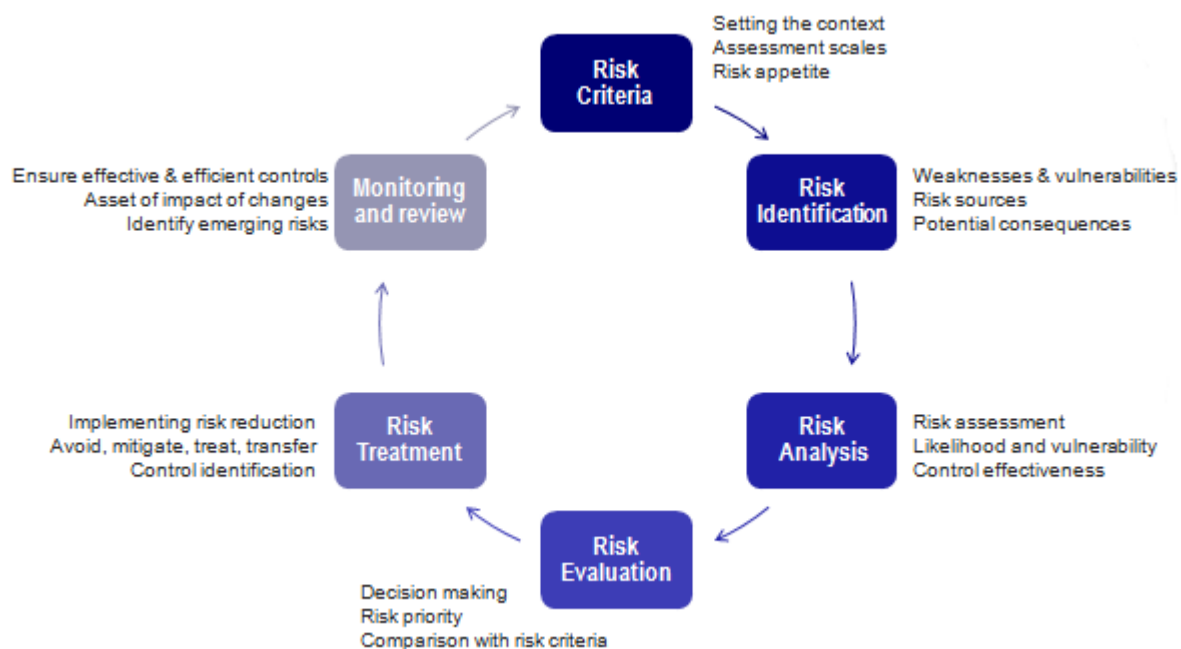 Risk
Criteria
Setting the context
Assessment scales
Risk appetite
Risk
Identification
Weaknesses & vulnerabilities
Risk sources
Potential consequences
Risk
Analysis
Risk assessment
Likelihood and vulnerability
Control effectiveness
Risk
Evaluation
Decision making
Risk priority
Comparison with risk criteria
Risk
Treatment
Implementing risk reduction
Avoid, mitigate, treat, transfer
Control identification
Monitoring
and review
Ensure effective & efficient controls
Asset of impact of changes
Identify emerging risks